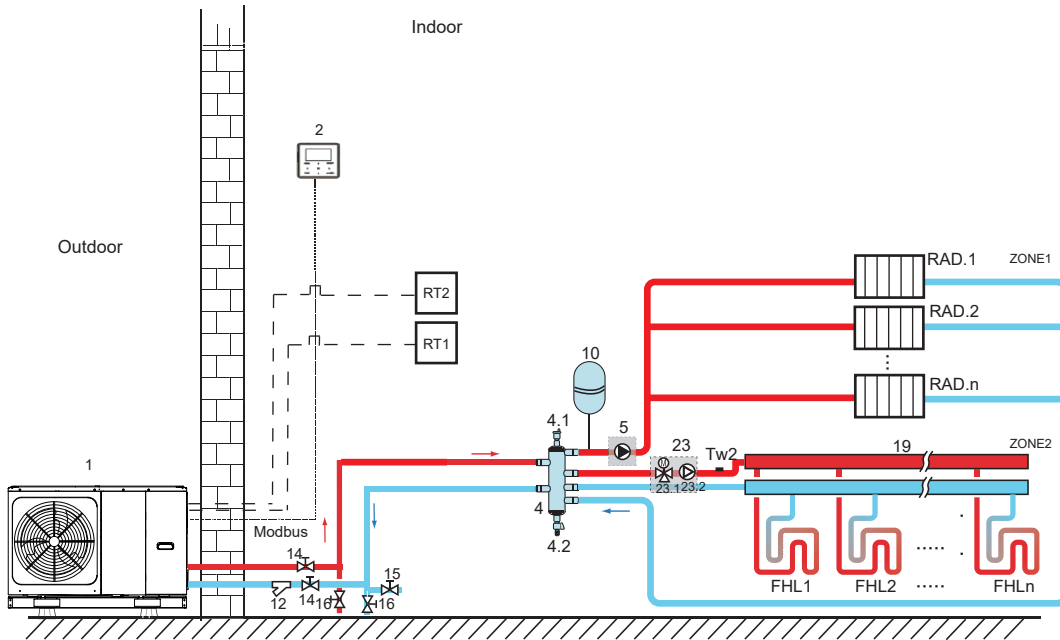 Indoor
2
Outdoor
RT2
RT1
RAD.1
ZONE1
RAD.2
RAD.n
10
4.1
5
23
Tw2
19
ZONE2
M
23.1
23.2
4
4.2
1
Modbus
14
15
12
14
16
16
FHL1
FHL2
.....
FHLn